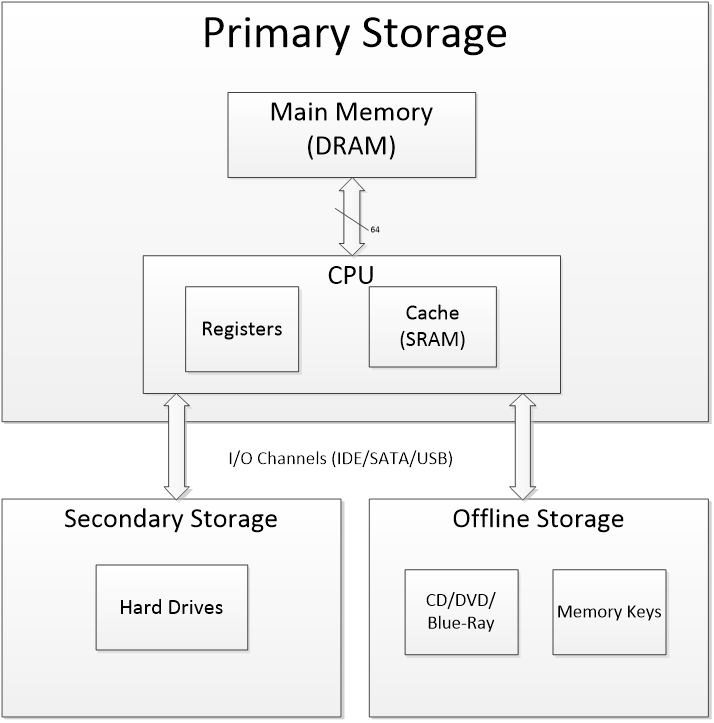 Primary Storage
Main Memory
(DRAM)
64
CPU
Registers
Cache
(SRAM)
I/O Channels (IDE/SATA/USB)
Secondary Storage
Offline Storage
Hard Drives
CD/DVD/
Blue-Ray
Memory Keys